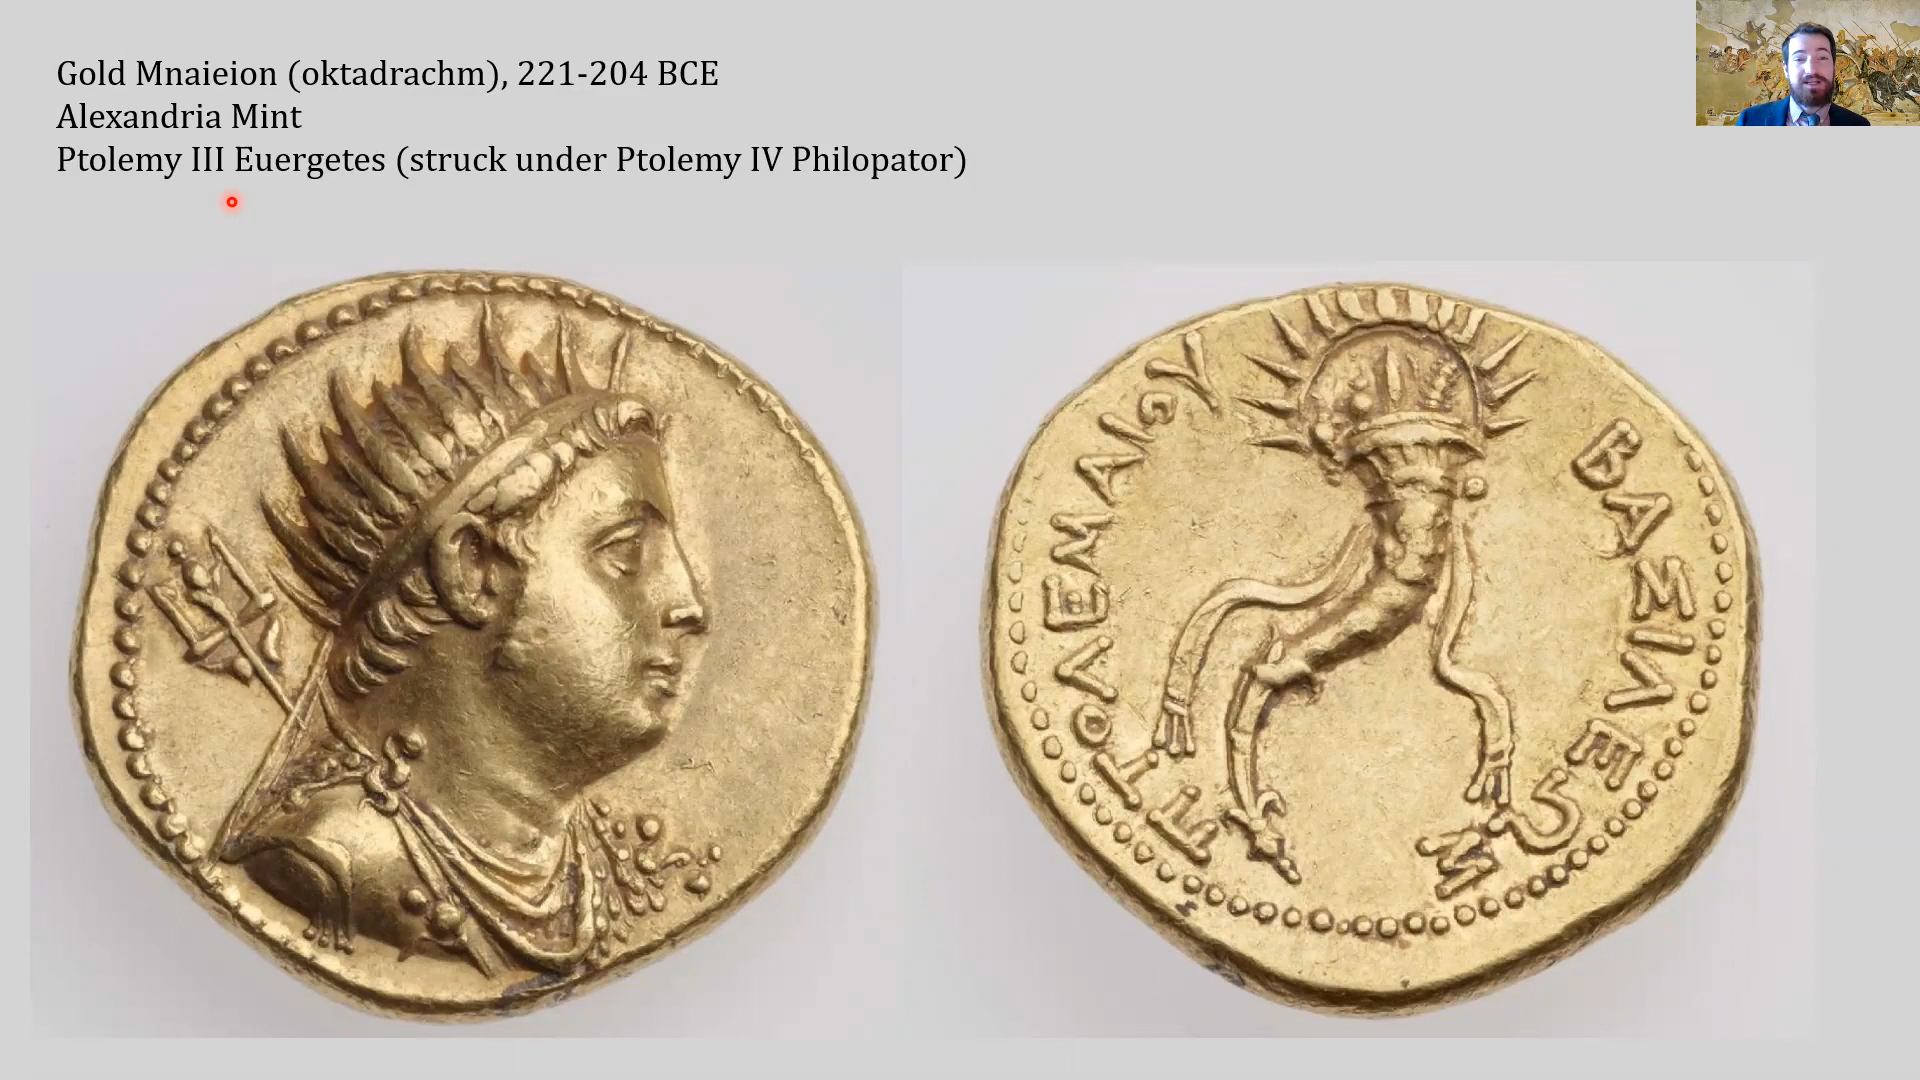 Gold Mnaieion (oktadrachm), 221-204 BCE
Alexandria Mint
Ptolemy III Euergetes (struck under Ptolemy IV Philopator)
ΠΤΟΛΕΜΑΙΟΥ
ΒΑΣΙΛΕΩΣ